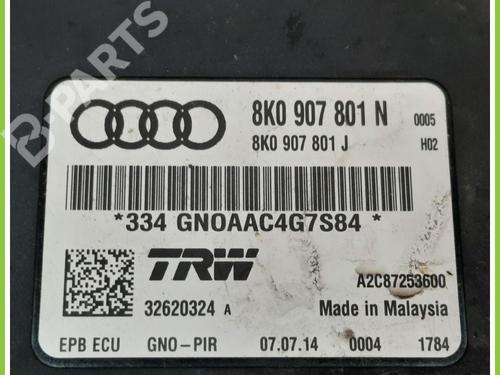 B-PARTS
8K0 907 801 N 0005
8K0 907 801 J H02
*334 GNOAAC4G7S84 *
TRW
A2C87253600
32620324 A Made in Malaysia
EPB ECU GNO-PIR 07.07.14 0004 1784